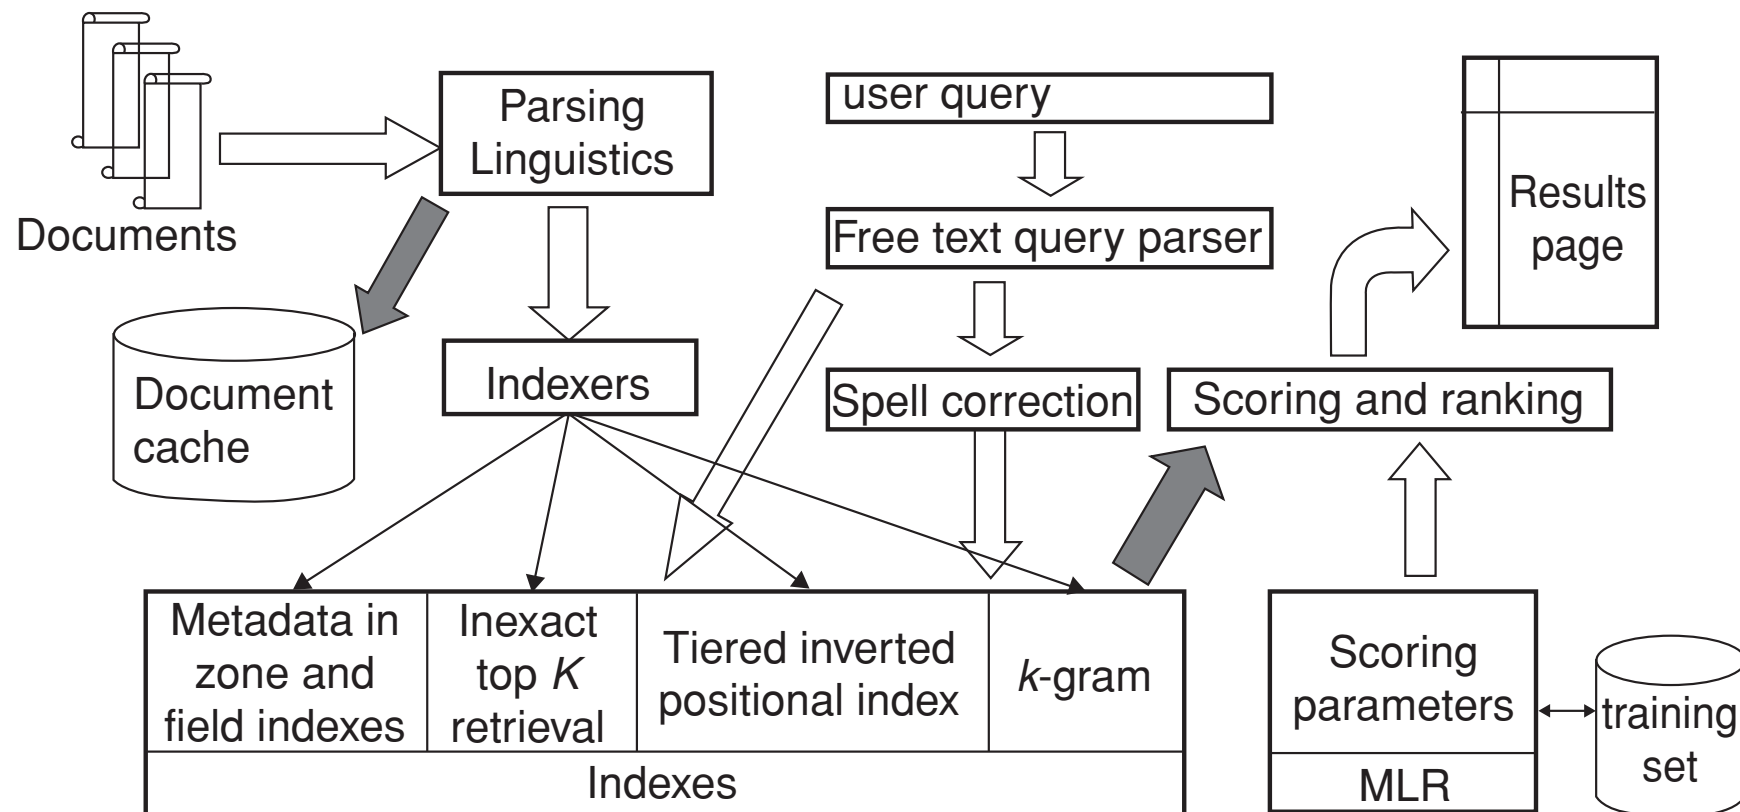 Documents
Parsing
Linguistics
Document
cache
Indexers
user query
Free text query parser
Spell correction
Scoring and ranking
Results
page
Metadata in
zone and
field indexes
Inexact
top K
retrieval
Tiered inverted
positional index
k-gram
Indexes
Scoring
parameters
MLR
training
set